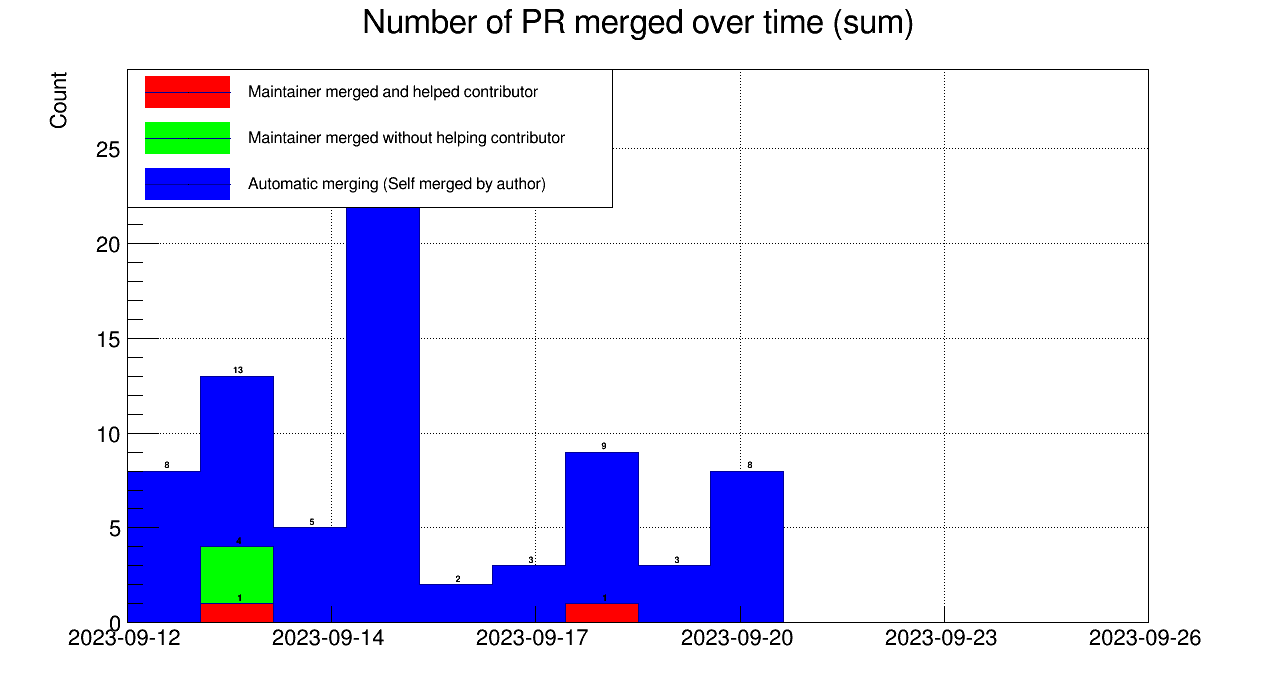 Number of PR merged over time (sum)
Count
Maintainer merged and helped contributor
Maintainer merged without helping contributor
Automatic merging (Self merged by author)
25
20
15
10
5
0
13
8
5
4
1
2
3
9
1
3
8
2023-09-12 2023-09-14 2023-09-17 2023-09-20 2023-09-23 2023-09-26